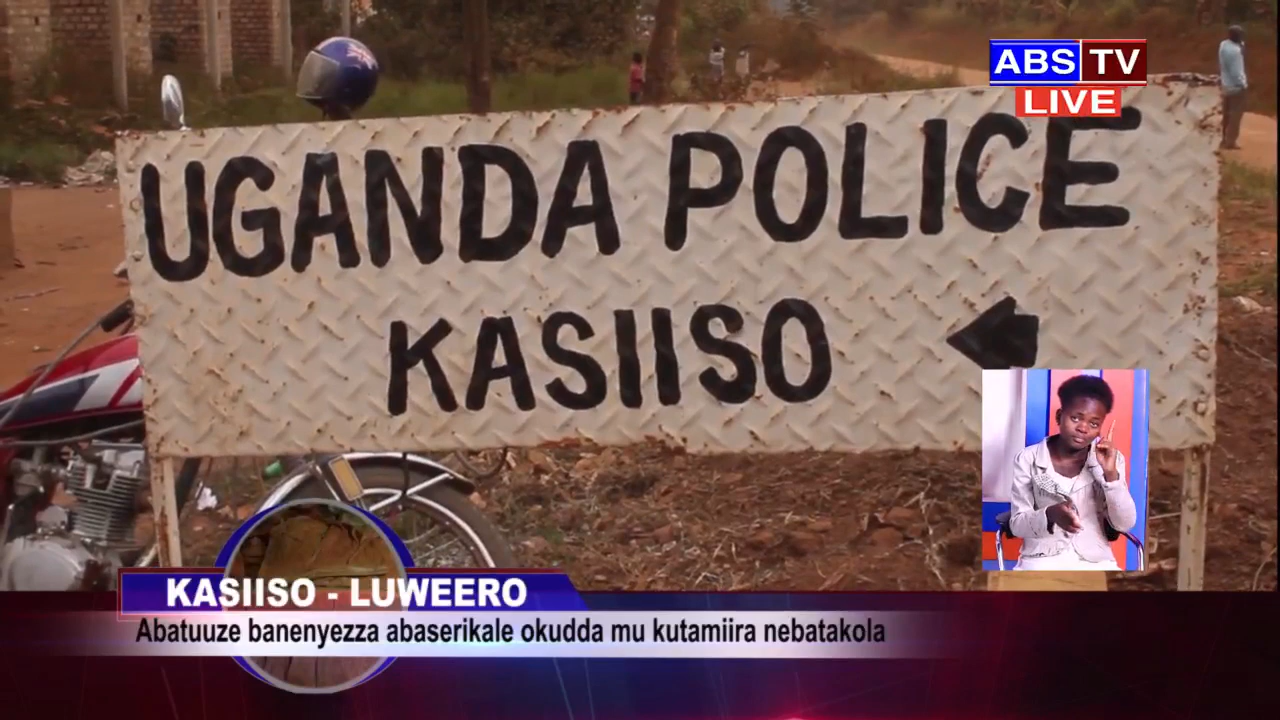 ABS TV
LIVE
UGANDA POLICE
KASIISO
KASIISO - LUWEERO
Abatuuze banenyezza abaserikale okudda mu kutamiira nebatakola